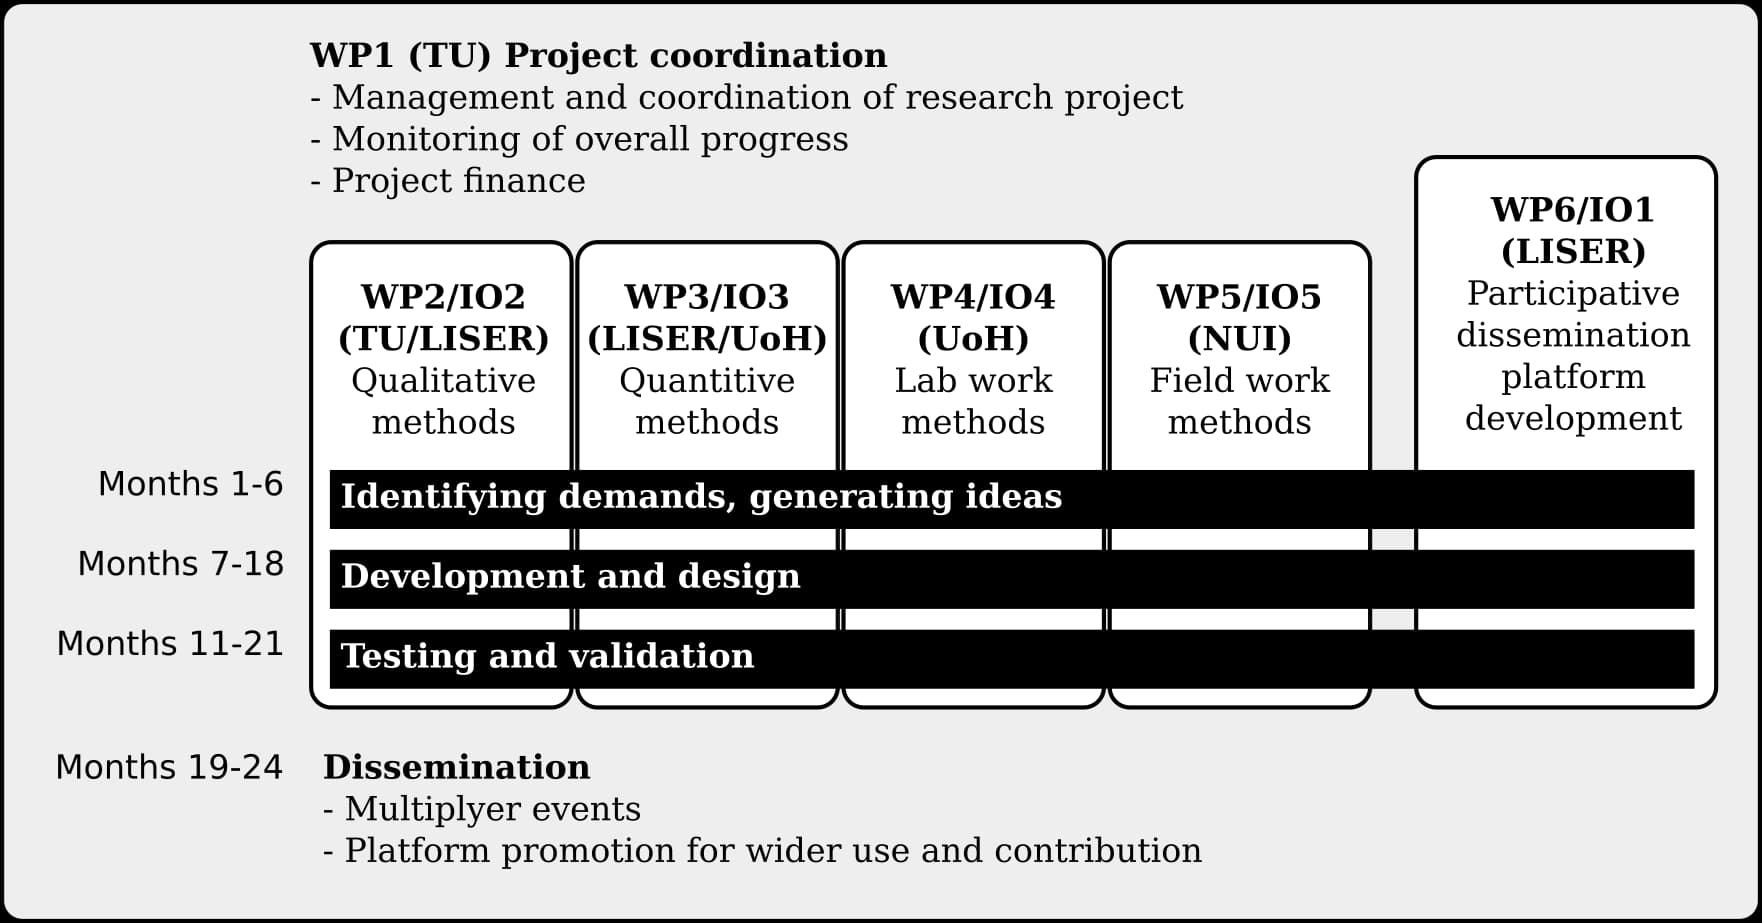 WP1 (TU) Project coordination
- Management and coordination of research project
- Monitoring of overall progress
- Project finance
WP2/IO2
(TU/LISER)
Qualitative
methods
WP3/IO3
(LISER/UoH)
Quantitive
methods
WP4/IO4
(UoH)
Lab work
methods
WP5/IO5
(NUI)
Field work
methods
WP6/IO1
(LISER)
Participative
dissemination
platform
development
Months 1-6
Identifying demands, generating ideas
Months 7-18
Development and design
Months 11-21
Testing and validation
Months 19-24
Dissemination
- Multiplyer events
- Platform promotion for wider use and contribution